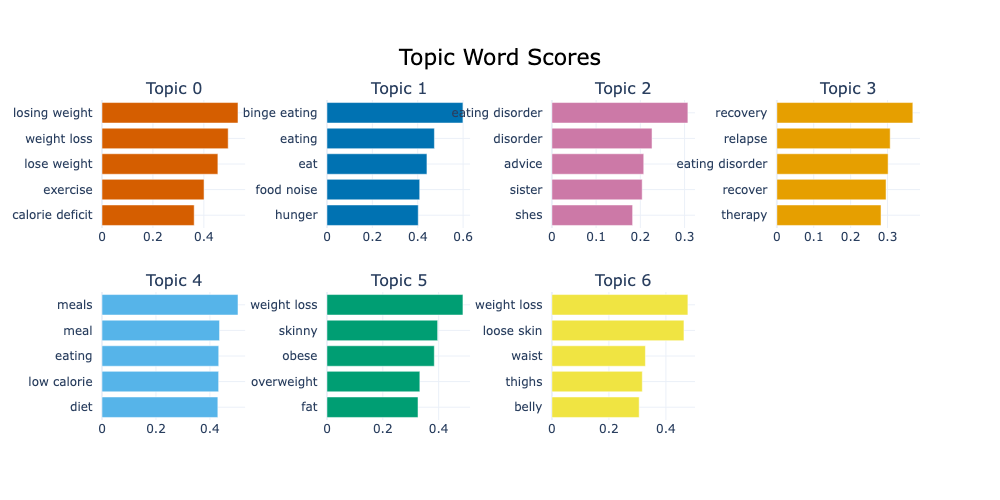 Topic Word Scores
Topic 0
losing weight
weight loss
lose weight
exercise
calorie deficit
0 0.2 0.4
Topic 1
binge eating
eating
eat
food noise
hunger
0 0.2 0.4 0.6
Topic 2
eating disorder
disorder
advice
sister
shes
0 0.1 0.2 0.3
Topic 3
recovery
relapse
eating disorder
recover
therapy
0 0.1 0.2 0.3
Topic 4
meals
meal
eating
low calorie
diet
0 0.2 0.4
Topic 5
weight loss
skinny
obese
overweight
fat
0 0.2 0.4
Topic 6
weight loss
loose skin
waist
thighs
belly
0 0.2 0.4